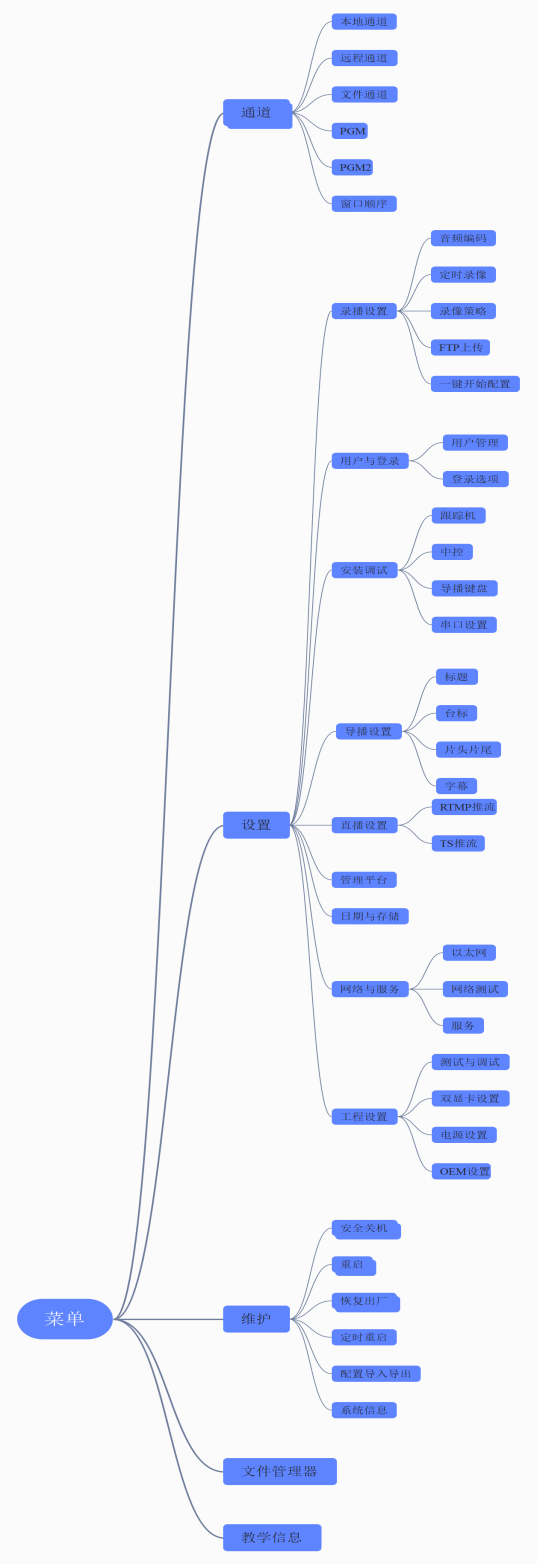 菜单
通道
本地通道
远程通道
文件通道
PGM
PGM2
窗口顺序
设置
录播设置
音频编码
定时录像
录像策略
FTP上传
一键开始配置
用户与登录
用户管理
登录选项
安装调试
跟踪机
中控
导播键盘
串口设置
导播设置
标题
台标
片头片尾
字幕
直播设置
RTMP推流
TS推流
管理平台
日期与存储
网络与服务
以太网
网络测试
服务
工程设置
测试与调试
双显卡设置
电源设置
OEM设置
维护
安全关机
重启
恢复出厂
定时重启
配置导入导出
系统信息
文件管理器
教学信息